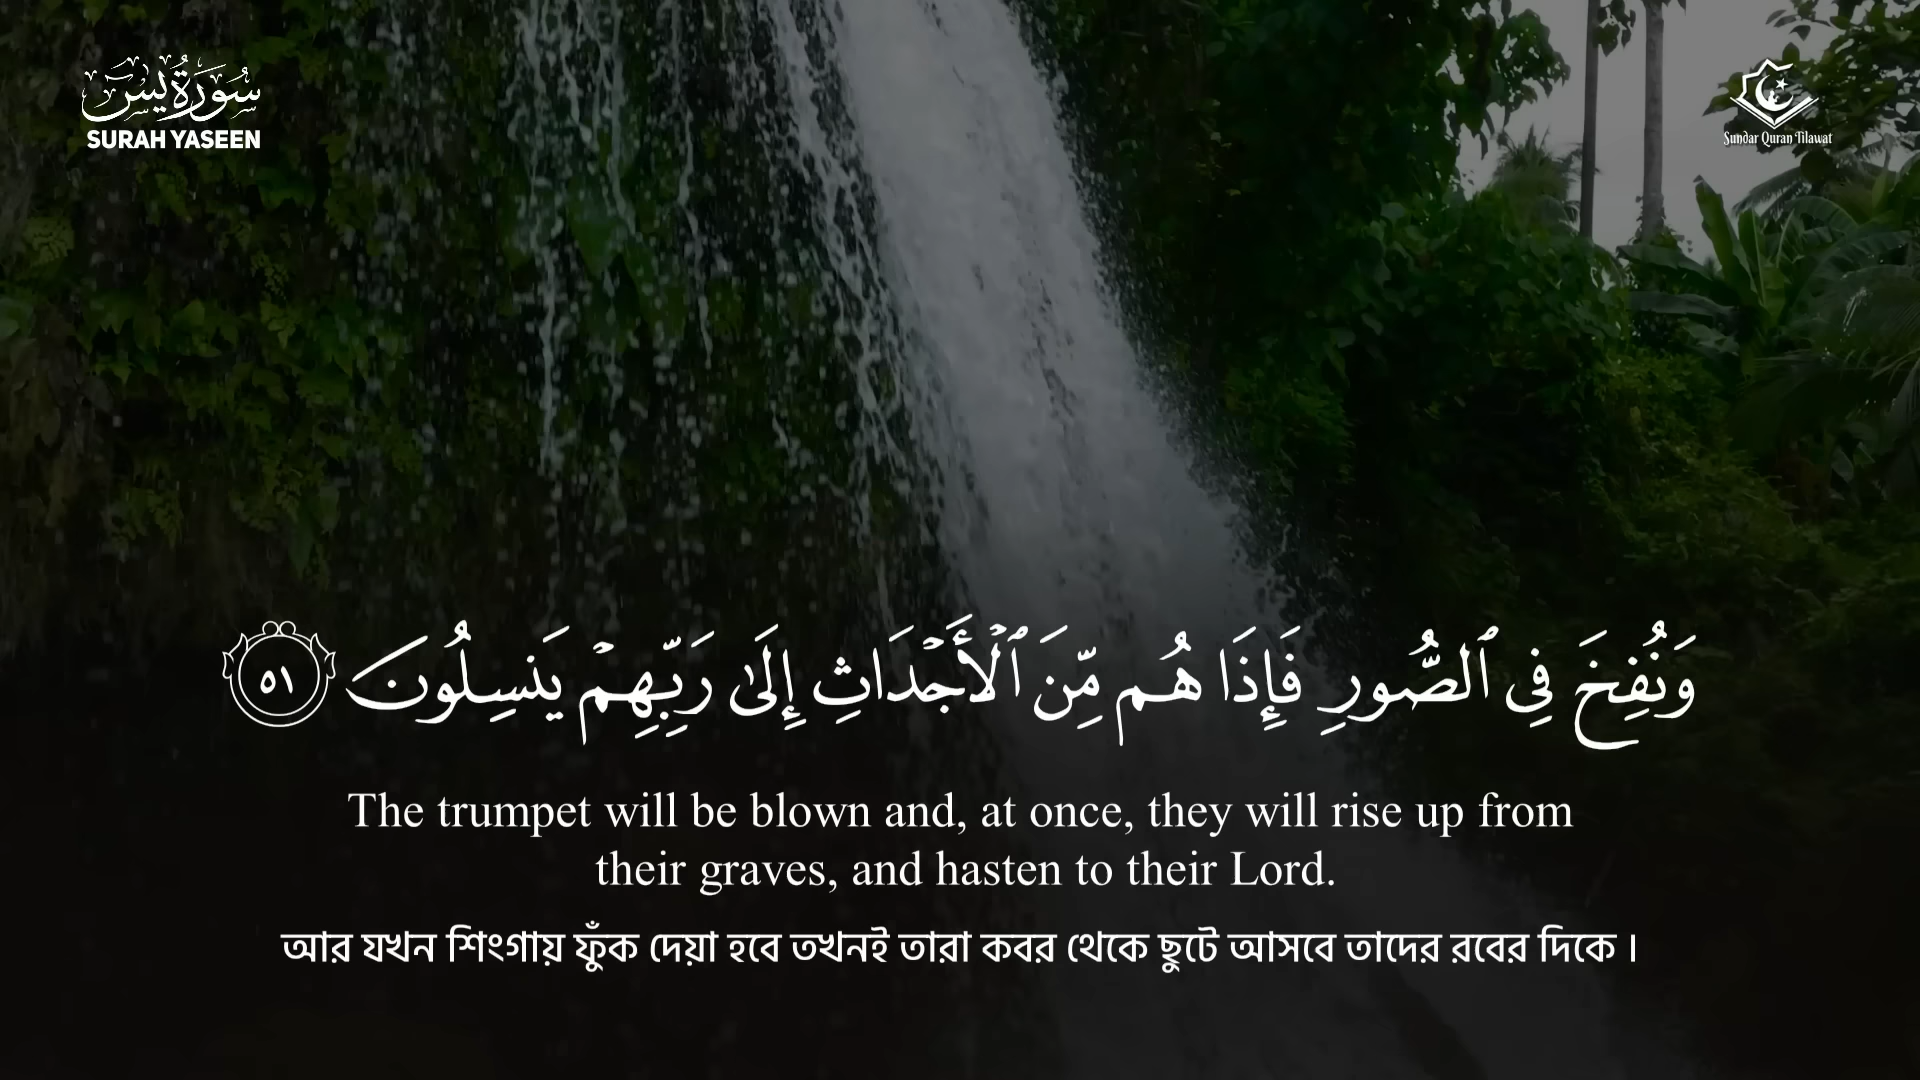 سُورَةُ يسٓ
SURAH YASEEN
Sundar Quran Tilawat
وَنُفِخَ فِى ٱلصُّورِ فَإِذَا هُم مِّنَ ٱلْأَجْدَاثِ إِلَىٰ رَبِّهِمْ يَنسِلُونَ ٥١
The trumpet will be blown and, at once, they will rise up from
their graves, and hasten to their Lord.
আর যখন শিংগায় ফুঁক দেয়া হবে তখনই তারা কবর থেকে ছুটে আসবে তাদের রবের দিকে ।